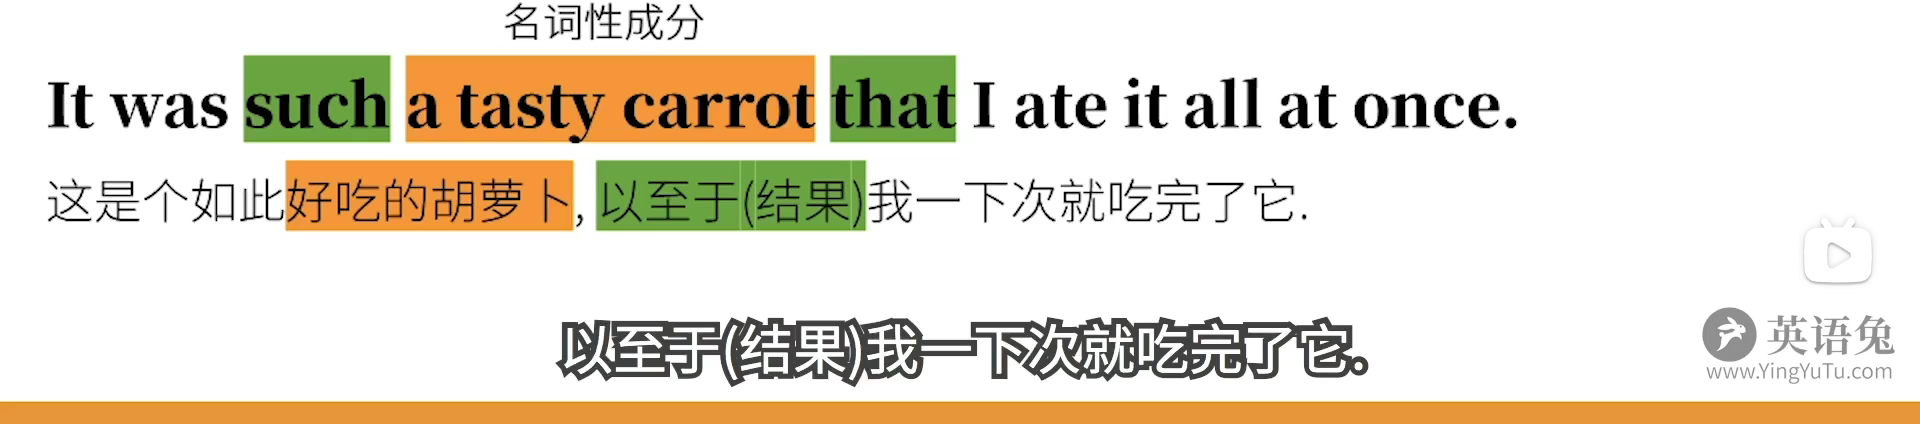 名词性成分
It was such a tasty carrot that I ate it all at once.
这是个如此好吃的胡萝卜, 以至于(结果)我一下次就吃完了它.
以至于(结果)我一下次就吃完了它.
英语兔
www.YingYuTu.com